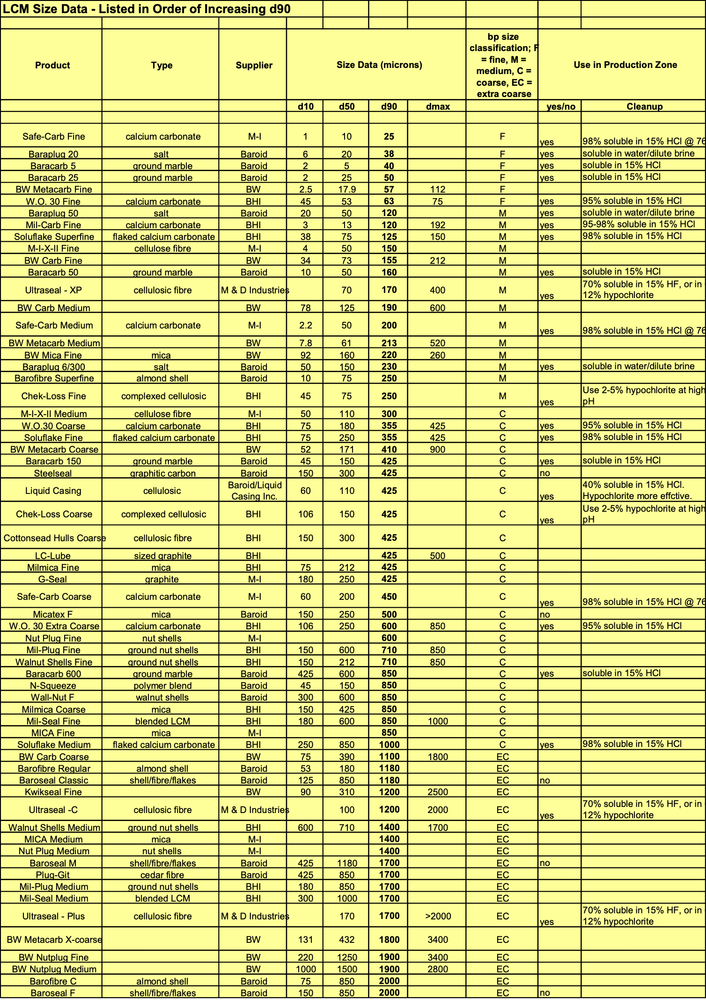 LCM Size Data - Listed in Order of Increasing d90
bp size
classification; F
= fine, M =
medium, C =
coarse, EC =
extra coarse
Product Type Supplier Size Data (microns) Use in Production Zone
d10 d50 d90 dmax yes/no Cleanup
Safe-Carb Fine calcium carbonate M-I 1 10 25 F yes 98% soluble in 15% HCl @ 76
Baraplug 20 salt Baroid 6 20 38 F yes soluble in water/dilute brine
Baracarb 5 ground marble Baroid 2 5 40 F yes soluble in 15% HCl
Baracarb 25 ground marble Baroid 2 25 50 F yes soluble in 15% HCl
BW Metacarb Fine BW 2.5 17.9 57 112 F
W.O. 30 Fine calcium carbonate BHI 45 53 63 75 F yes 95% soluble in 15% HCl
Baraplug 50 salt Baroid 20 50 120 M yes soluble in water/dilute brine
Mil-Carb Fine calcium carbonate BHI 3 13 120 192 M yes 95-98% soluble in 15% HCl
Soluflake Superfine flaked calcium carbonate BHI 38 75 125 150 M yes 98% soluble in 15% HCl
M-I-X-II Fine cellulose fibre M-I 4 50 150 M
BW Carb Fine BW 34 73 155 212 M
Baracarb 50 ground marble Baroid 10 50 160 M yes soluble in 15% HCl
Ultraseal - XP cellulosic fibre M & D Industries 70 170 400 M yes 70% soluble in 15% HF, or in
12% hypochlorite
BW Carb Medium BW 78 125 190 600 M
Safe-Carb Medium calcium carbonate M-I 2.2 50 200 M yes 98% soluble in 15% HCl @ 76
BW Metacarb Medium BW 7.8 61 213 520 M
BW Mica Fine mica BW 92 160 220 260 M
Baraplug 6/300 salt Baroid 50 150 230 M yes soluble in water/dilute brine
Barofibre Superfine almond shell Baroid 10 75 250 M
Chek-Loss Fine complexed cellulosic BHI 45 75 250 M yes Use 2-5% hypochlorite at high
pH
M-I-X-II Medium cellulose fibre M-I 50 110 300 C
W.O.30 Coarse calcium carbonate BHI 75 180 355 425 C yes 95% soluble in 15% HCl
Soluflake Fine flaked calcium carbonate BHI 75 250 355 425 C yes 98% soluble in 15% HCl
BW Metacarb Coarse BW 52 171 410 900 C
Baracarb 150 ground marble Baroid 45 150 425 C yes soluble in 15% HCl
Steelseal graphitic carbon Baroid 150 300 425 C no
Liquid Casing cellulosic Baroid/Liquid
Casing Inc. 60 110 425 C yes 40% soluble in 15% HCl.
Hypochlorite more effctive.
Chek-Loss Coarse complexed cellulosic BHI 106 150 425 C yes Use 2-5% hypochlorite at high
pH
Cottonsead Hulls Coarse cellulosic fibre BHI 150 300 425 C
LC-Lube sized graphite BHI 425 500 C
Milmica Fine mica BHI 75 212 425 C
G-Seal graphite M-I 180 250 425 C
Safe-Carb Coarse calcium carbonate M-I 60 200 450 C yes 98% soluble in 15% HCl @ 76
Micatex F mica Baroid 150 250 500 C no
W.O. 30 Extra Coarse calcium carbonate BHI 106 250 600 850 C yes 95% soluble in 15% HCl
Nut Plug Fine nut shells M-I 600 C
Mil-Plug Fine ground nut shells BHI 150 600 710 850 C
Walnut Shells Fine ground nut shells BHI 150 212 710 850 C
Baracarb 600 ground marble Baroid 425 600 850 C yes soluble in 15% HCl
N-Squeeze polymer blend Baroid 45 150 850 C
Wall-Nut F walnut shells Baroid 300 600 850 C
Milmica Coarse mica BHI 150 425 850 C
Mil-Seal Fine blended LCM BHI 180 600 850 1000 C
MICA Fine mica M-I 850 C
Soluflake Medium flaked calcium carbonate BHI 250 850 1000 C yes 98% soluble in 15% HCl
BW Carb Coarse BW 75 390 1100 1800 EC
Barofibre Regular almond shell Baroid 53 180 1180 EC
Baroseal Classic shell/fibre/flakes Baroid 125 850 1180 EC no
Kwikseal Fine BW 90 310 1200 2500 EC
Ultraseal -C cellulosic fibre M & D Industries 100 1200 2000 EC yes 70% soluble in 15% HF, or in
12% hypochlorite
Walnut Shells Medium ground nut shells BHI 600 710 1400 1700 EC
MICA Medium mica M-I 1400 EC
Nut Plug Medium nut shells M-I 1400 EC
Baroseal M shell/fibre/flakes Baroid 425 1180 1700 EC no
Plug-Git cedar fibre Baroid 425 850 1700 EC
Mil-Plug Medium ground nut shells BHI 180 850 1700 EC
Mil-Seal Medium blended LCM BHI 300 1000 1700 EC
Ultraseal - Plus cellulosic fibre M & D Industries 170 1700 >2000 EC yes 70% soluble in 15% HF, or in
12% hypochlorite
BW Metacarb X-coarse BW 131 432 1800 3400 EC
BW Nutplug Fine BW 220 1250 1900 3400 EC
BW Nutplug Medium BW 1000 1500 1900 2800 EC
Barofibre C almond shell Baroid 75 850 2000 EC
Baroseal F shell/fibre/flakes Baroid 150 850 2000 EC no